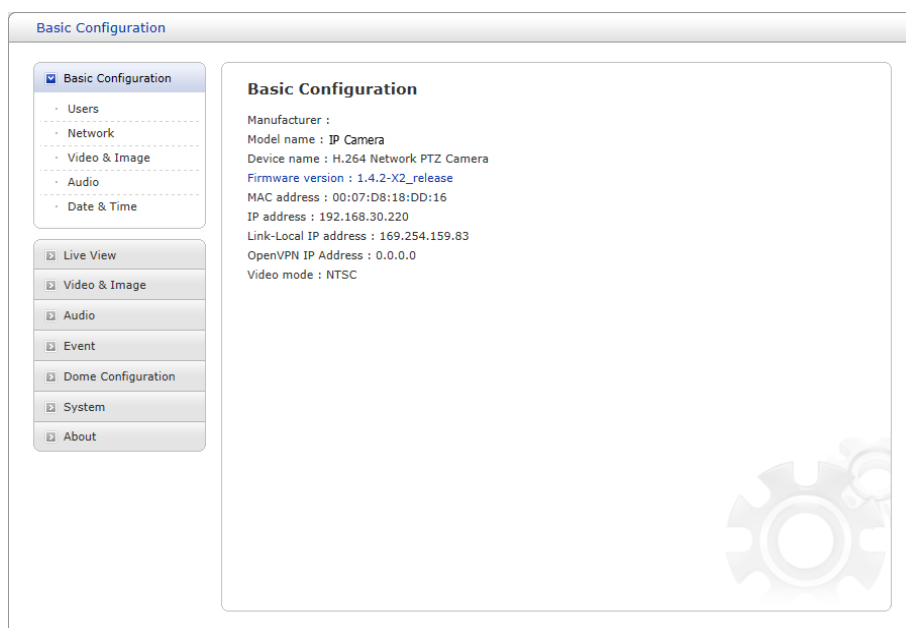 Basic Configuration
Basic Configuration
Users
Network
Video & Image
Audio
Date & Time
Live View
Video & Image
Audio
Event
Dome Configuration
System
About
Basic Configuration
Manufacturer :
Model name : IP Camera
Device name : H.264 Network PTZ Camera
Firmware version : 1.4.2-X2_release
MAC address : 00:07:D8:18:DD:16
IP address : 192.168.30.220
Link-Local IP address : 169.254.159.83
OpenVPN IP Address : 0.0.0.0
Video mode : NTSC